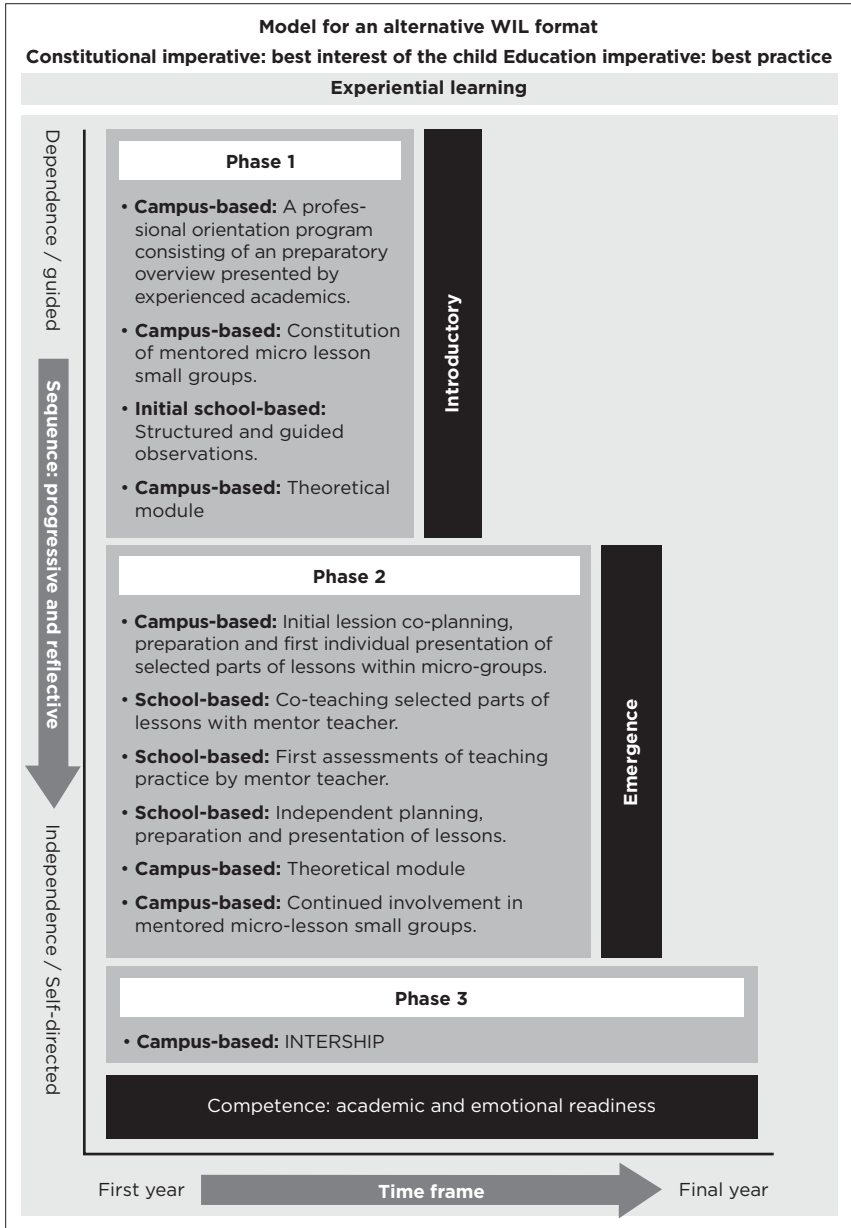 Model for an alternative WIL format
Constitutional imperative: best interest of the child Education imperative: best practice
Experiential learning
Dependence / guided
Sequence: progressive and reflective
Independence / Self-directed
Phase 1
• Campus-based: A profes-
sional orientation program
consisting of an preparatory
overview presented by
experienced academics.
• Campus-based: Constitution
of mentored micro lesson
small groups.
• Initial school-based:
Structured and guided
observations.
• Campus-based: Theoretical
module
Introductory
Phase 2
• Campus-based: Initial lession co-planning,
preparation and first individual presentation of
selected parts of lessons within micro-groups.
• School-based: Co-teaching selected parts of
lessons with mentor teacher.
• School-based: First assessments of teaching
practice by mentor teacher.
• School-based: Independent planning,
preparation and presentation of lessons.
• Campus-based: Theoretical module
• Campus-based: Continued involvement in
mentored micro-lesson small groups.
Emergence
Phase 3
• Campus-based: INTERSHIP
Competence: academic and emotional readiness
First year
Time frame
Final year